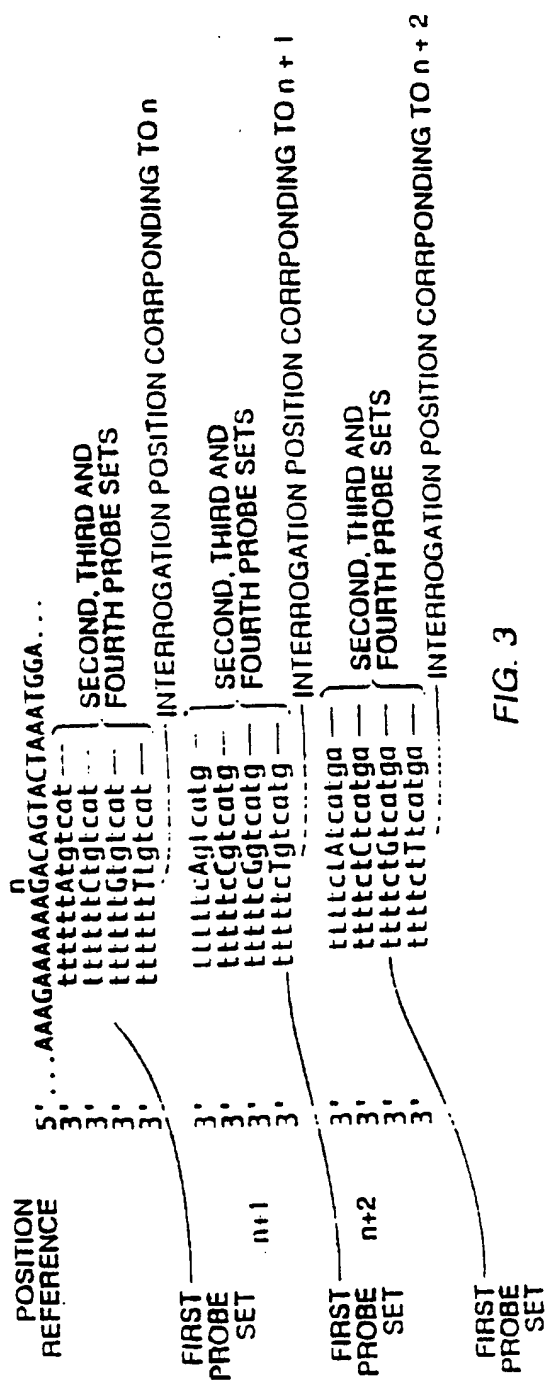 POSITION
REFERENCE
n
5'....AAAGAAAAAAGACAGTACTAAATGGA...
3' ttttttAtgtcat
3' ttttttCtgtcat
3' ttttttGtgtcat
3' ttttttTtgtcat
SECOND, THIRD AND
FOURTH PROBE SETS
INTERROGATION POSITION CORRPONDING TO n
FIRST
PROBE
SET
n+1
3' tttttcAgtcatg
3' tttttcCgtcatg
3' tttttcGgtcatg
3' tttttcTgtcatg
SECOND, THIRD AND
FOURTH PROBE SETS
INTERROGATION POSITION CORRPONDING TO n + 1
FIRST
PROBE
SET
n+2
3' ttttctAtcatga
3' ttttctCtcatga
3' ttttctGtcatga
3' ttttctTtcatga
SECOND, THIRD AND
FOURTH PROBE SETS
INTERROGATION POSITION CORRPONDING TO n + 2
FIRST
PROBE
SET
FIG. 3